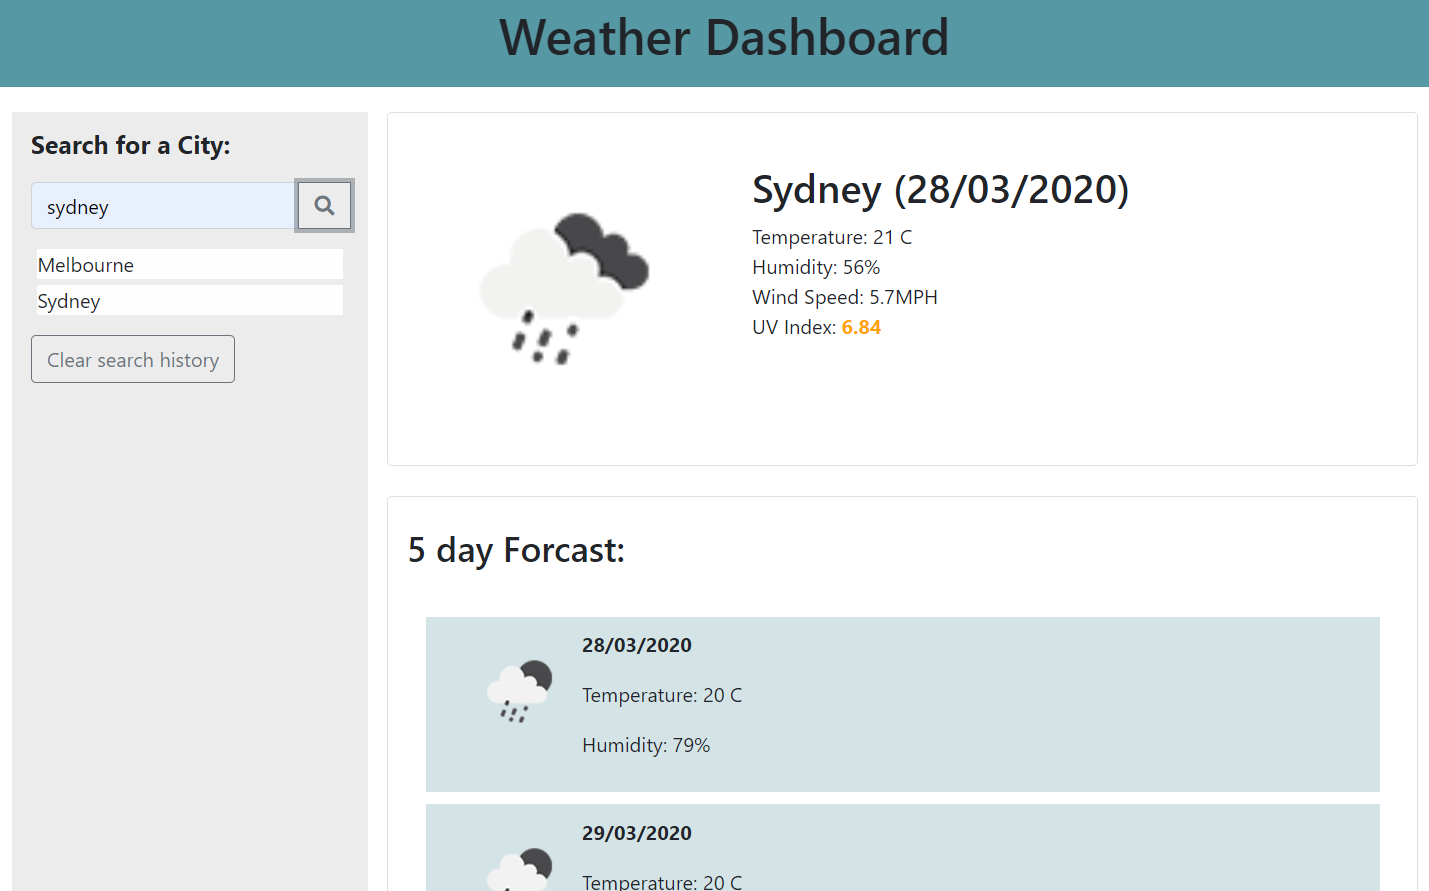 Weather Dashboard
Search for a City:
sydney
Melbourne
Sydney
Clear search history
Sydney (28/03/2020)
Temperature: 21 C
Humidity: 56%
Wind Speed: 5.7MPH
UV Index: 6.84
5 day Forcast:
28/03/2020
Temperature: 20 C
Humidity: 79%
29/03/2020
Temperature: 20 C